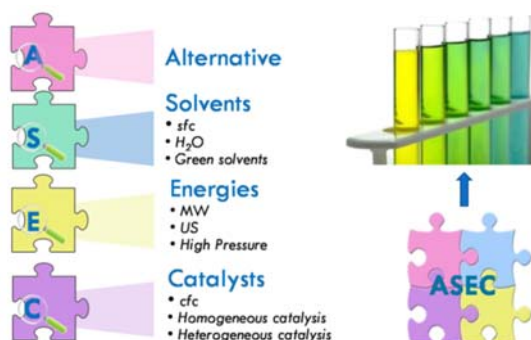 A
Alternative
S
Solvents
• sfc
• H₂O
• Green solvents
E
Energies
• MW
• US
• High Pressure
C
Catalysts
• cfc
• Homogeneous catalysis
• Heterogeneous catalysis
ASEC